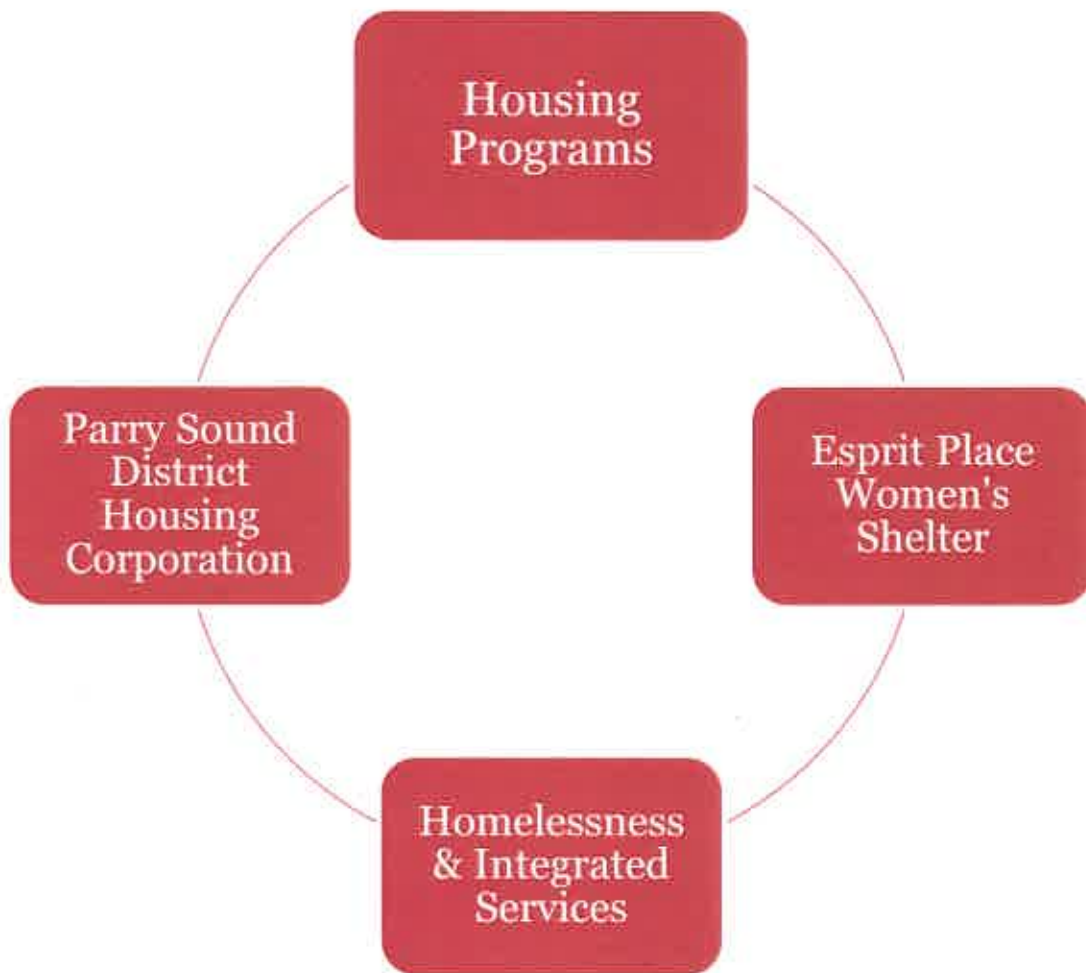 Housing
Programs
Parry Sound
District
Housing
Corporation
Esprit Place
Women's
Shelter
Homelessness
& Integrated
Services